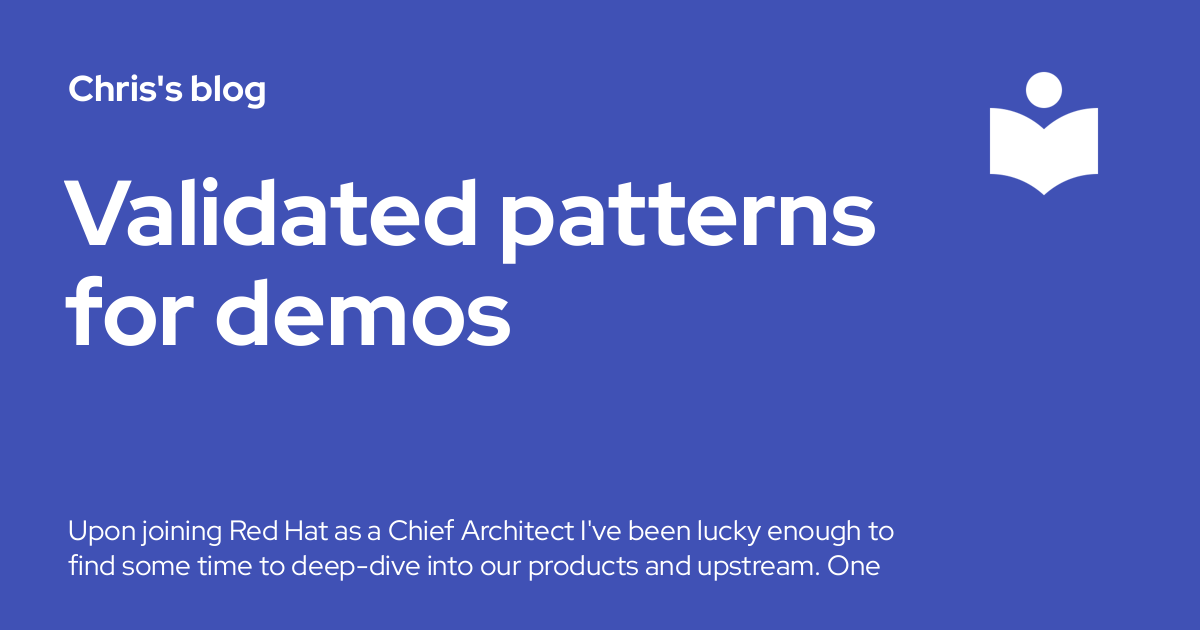 Chris's blog
Validated patterns
for demos
Upon joining Red Hat as a Chief Architect I've been lucky enough to
find some time to deep-dive into our products and upstream. One